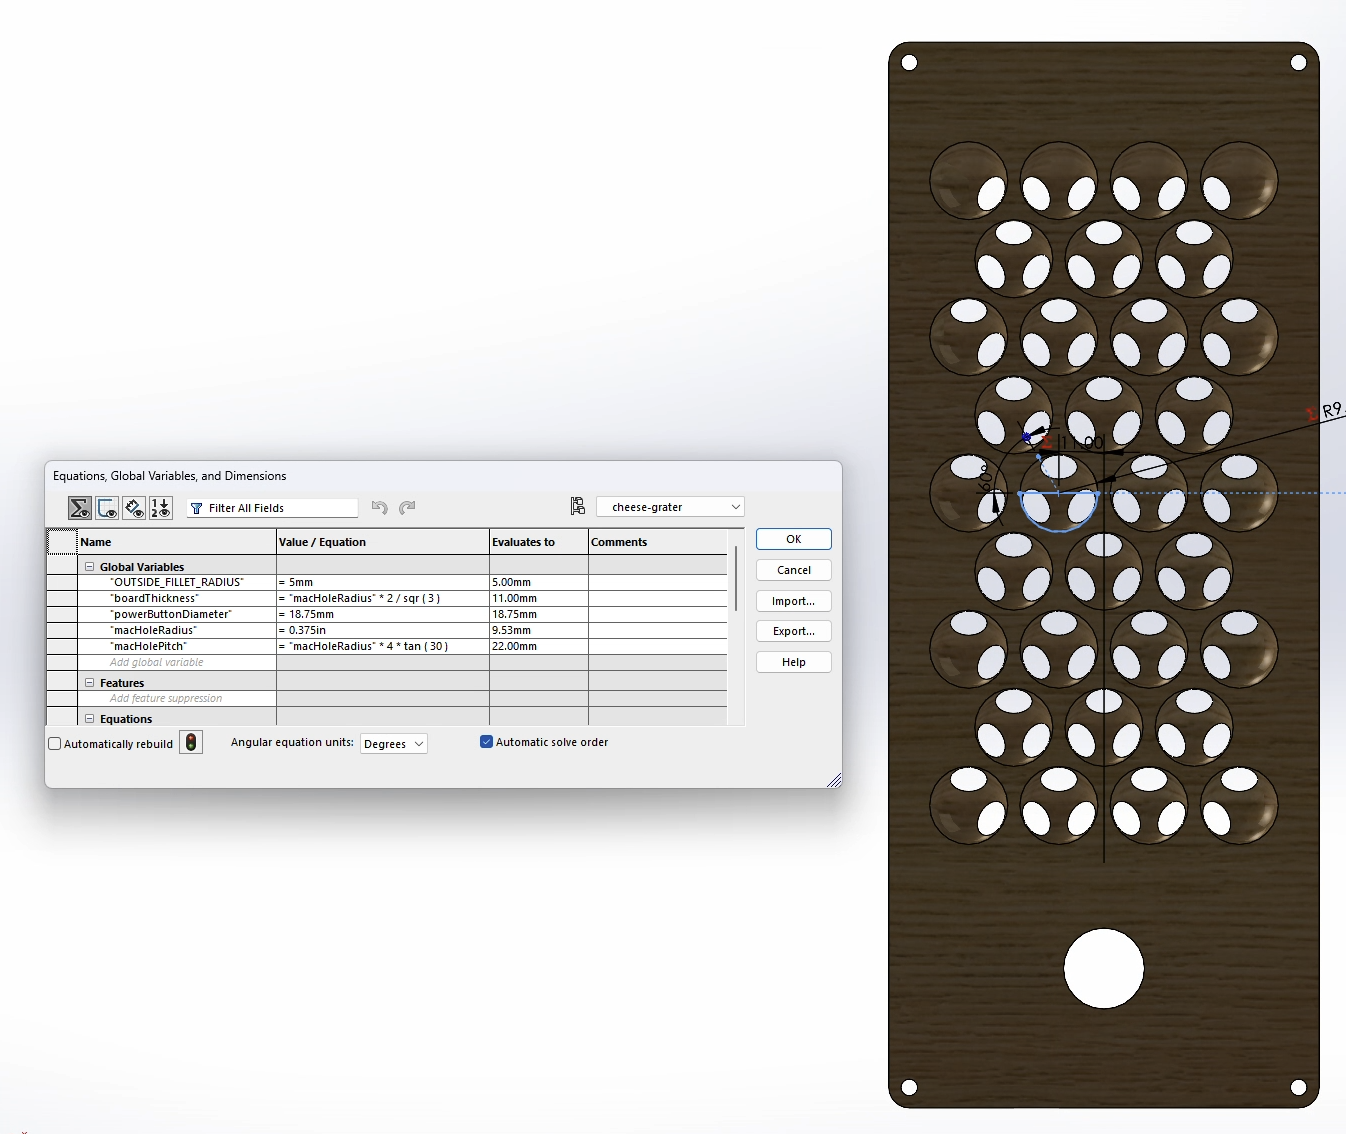 Equations, Global Variables, and Dimensions
Filter All Fields
cheese-grater
Name Value / Equation Evaluates to Comments
Global Variables
"OUTSIDE_FILLET_RADIUS" = 5mm 5.00mm
"boardThickness" = "macHoleRadius" * 2 / sqr ( 3 ) 11.00mm
"powerButtonDiameter" = 18.75mm 18.75mm
"macHoleRadius" = 0.375in 9.53mm
"macHolePitch" = "macHoleRadius" * 4 * tan ( 30 ) 22.00mm
Add global variable
Features
Add feature suppression
Equations
Automatically rebuild Angular equation units: Degrees Automatic solve order
OK
Cancel
Import...
Export...
Help
Σ R9.
Σ 11.00
60°